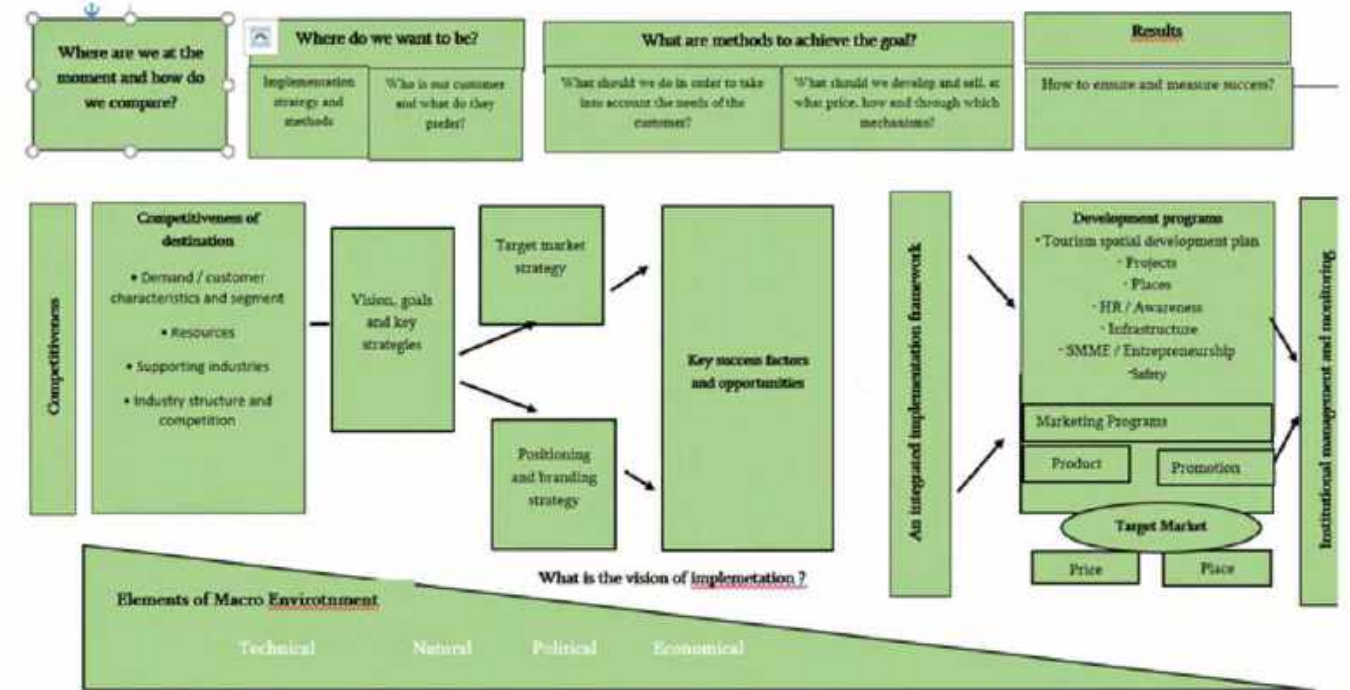 Where are we at the
moment and how do
we compare?
Where do we want to be?
Implementation
strategy and
methods
Who is our customer
and what do they
prefer?
What are methods to achieve the goal?
What should we do in order to take
into account the needs of the
customer?
What should we develop and sell, at
what price, how and through which
mechanisms?
Results
How to ensure and measure success?
Competitiveness
Competitiveness of
destination
• Demand / customer
characteristics and segment
• Resources
• Supporting industries
• Industry structure and
competition
Vision, goals
and key
strategies
Target market
strategy
Positioning
and branding
strategy
Key success factors
and opportunities
An integrated implementation framework
Development programs
· Tourism spatial development plan
· Projects
· Places
· HR / Awareness
· Infrastructure
· SMME / Entrepreneurship
· Safety
Marketing Programs
Product
Promotion
Target Market
Price
Place
Institutional management and monitoring
What is the vision of implemetation ?
Elements of Macro Envirotnment
Technical
Natural
Political
Economical